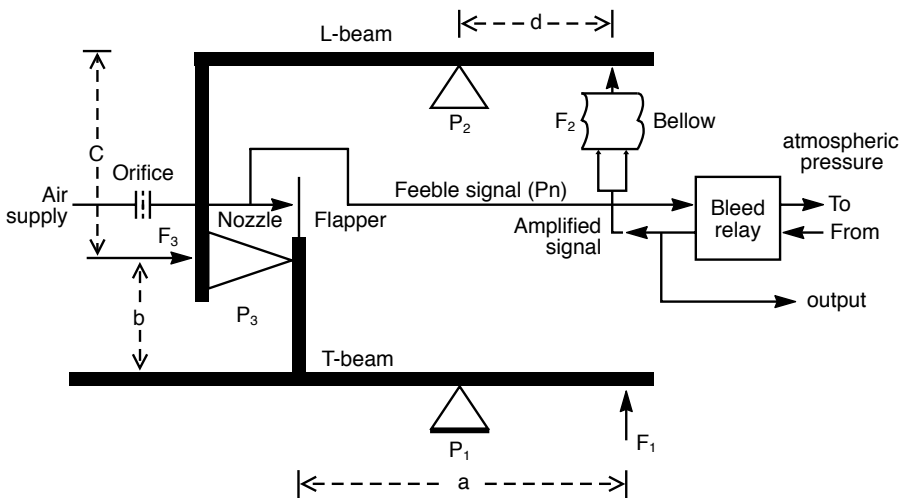 d
L-beam
P2
F2
Bellow
C
Orifice
atmospheric
pressure
Air
supply
Nozzle
Flapper
Feeble signal (Pn)
Amplified
signal
Bleed
relay
To
From
F3
P3
b
output
T-beam
P1
F1
a